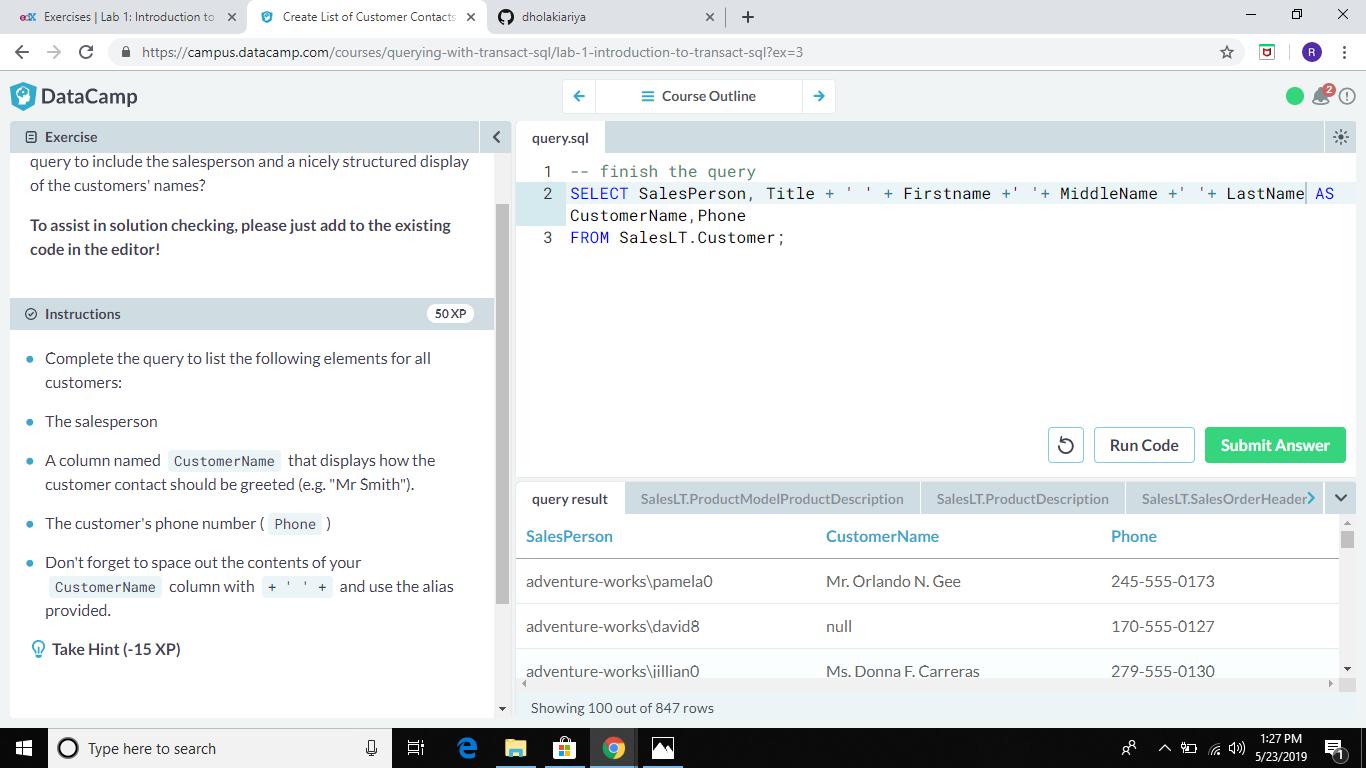 Exercises | Lab 1: Introduction to
Create List of Customer Contacts
dholakiariya
https://campus.datacamp.com/courses/querying-with-transact-sql/lab-1-introduction-to-transact-sql?ex=3
R
DataCamp
Course Outline
2
Exercise
query to include the salesperson and a nicely structured display
of the customers' names?
To assist in solution checking, please just add to the existing
code in the editor!
Instructions
50 XP
Complete the query to list the following elements for all
customers:
The salesperson
A column named CustomerName that displays how the
customer contact should be greeted (e.g. "Mr Smith").
The customer's phone number ( Phone )
Don't forget to space out the contents of your
CustomerName column with + ' ' + and use the alias
provided.
Take Hint (-15 XP)
query.sql
1 -- finish the query
2 SELECT SalesPerson, Title + ' ' + Firstname +' '+ MiddleName +' '+ LastName AS
CustomerName,Phone
3 FROM SalesLT.Customer;
Run Code
Submit Answer
query result
SalesLT.ProductModelProductDescription
SalesLT.ProductDescription
SalesLT.SalesOrderHeader
SalesPerson CustomerName Phone
adventure-works\pamela0 Mr. Orlando N. Gee 245-555-0173
adventure-works\david8 null 170-555-0127
adventure-works\jillian0 Ms. Donna F. Carreras 279-555-0130
Showing 100 out of 847 rows
Type here to search
1:27 PM
5/23/2019
1